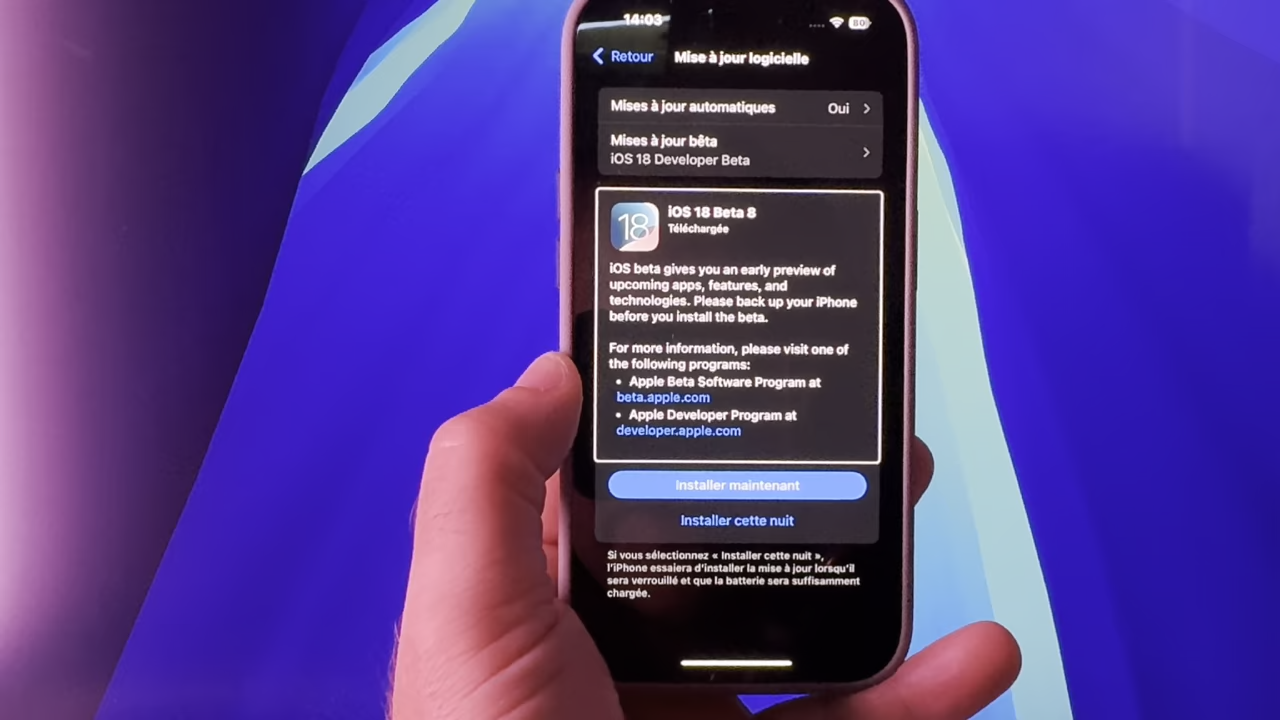 14:03
80
Retour
Mise à jour logicielle
Mises à jour automatiques Oui
Mises à jour bêta
iOS 18 Developer Beta
18
iOS 18 Beta 8
Téléchargée
iOS beta gives you an early preview of
upcoming apps, features, and
technologies. Please back up your iPhone
before you install the beta.
For more information, please visit one of
the following programs:
• Apple Beta Software Program at
beta.apple.com
• Apple Developer Program at
developer.apple.com
Installer maintenant
Installer cette nuit
Si vous sélectionnez « Installer cette nuit »,
l’iPhone essaiera d’installer la mise à jour lorsqu’il
sera verrouillé et que la batterie sera suffisamment
chargée.